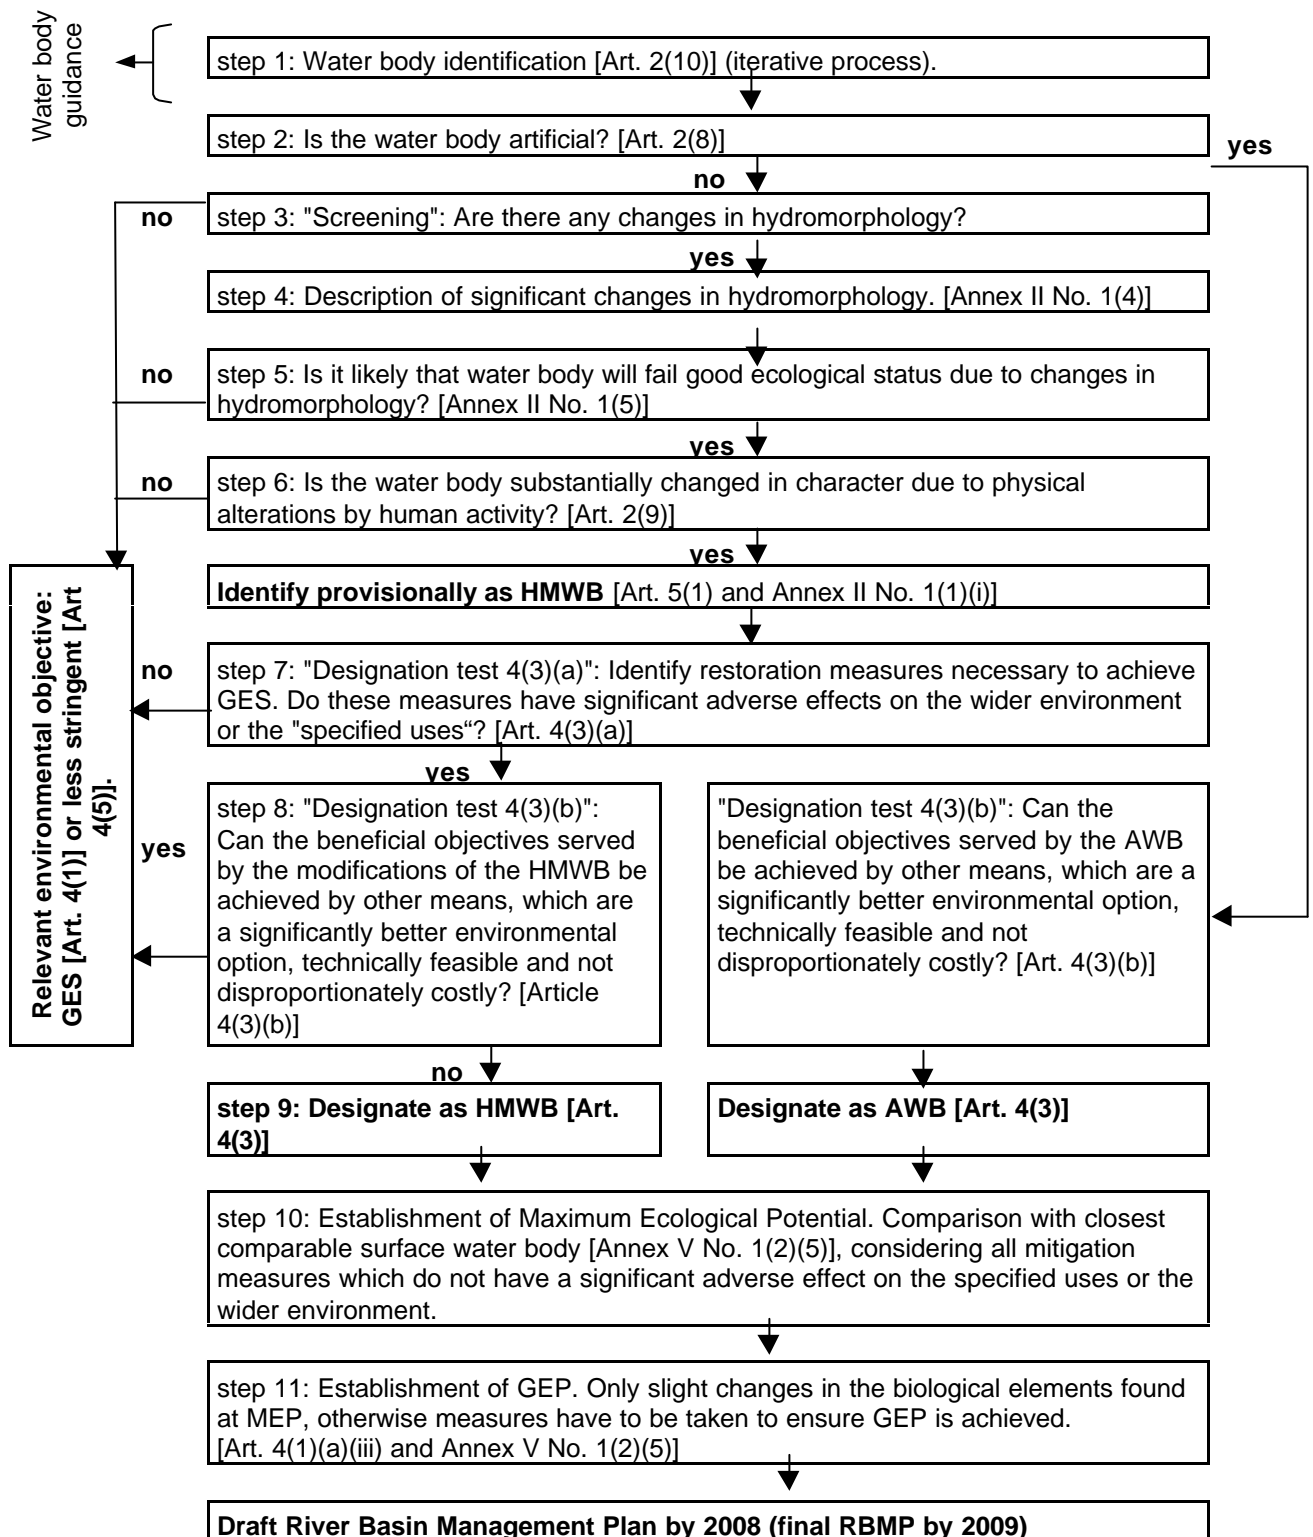 Water body
guidance
step 1: Water body identification [Art. 2(10)] (iterative process).
step 2: Is the water body artificial? [Art. 2(8)]
yes
no
no
step 3: "Screening": Are there any changes in hydromorphology?
yes
step 4: Description of significant changes in hydromorphology. [Annex II No. 1(4)]
no
step 5: Is it likely that water body will fail good ecological status due to changes in
hydromorphology? [Annex II No. 1(5)]
yes
no
step 6: Is the water body substantially changed in character due to physical
alterations by human activity? [Art. 2(9)]
yes
Identify provisionally as HMWB [Art. 5(1) and Annex II No. 1(1)(i)]
Relevant environmental objective:
GES [Art. 4(1)] or less stringent [Art
4(5)].
no
step 7: "Designation test 4(3)(a)": Identify restoration measures necessary to achieve
GES. Do these measures have significant adverse effects on the wider environment
or the "specified uses“? [Art. 4(3)(a)]
yes
yes
step 8: "Designation test 4(3)(b)":
Can the beneficial objectives served
by the modifications of the HMWB be
achieved by other means, which are
a significantly better environmental
option, technically feasible and not
disproportionately costly? [Article
4(3)(b)]
"Designation test 4(3)(b)": Can the
beneficial objectives served by the AWB
be achieved by other means, which are a
significantly better environmental option,
technically feasible and not
disproportionately costly? [Art. 4(3)(b)]
no
step 9: Designate as HMWB [Art.
4(3)]
Designate as AWB [Art. 4(3)]
step 10: Establishment of Maximum Ecological Potential. Comparison with closest
comparable surface water body [Annex V No. 1(2)(5)], considering all mitigation
measures which do not have a significant adverse effect on the specified uses or the
wider environment.
step 11: Establishment of GEP. Only slight changes in the biological elements found
at MEP, otherwise measures have to be taken to ensure GEP is achieved.
[Art. 4(1)(a)(iii) and Annex V No. 1(2)(5)]
Draft River Basin Management Plan by 2008 (final RBMP by 2009)